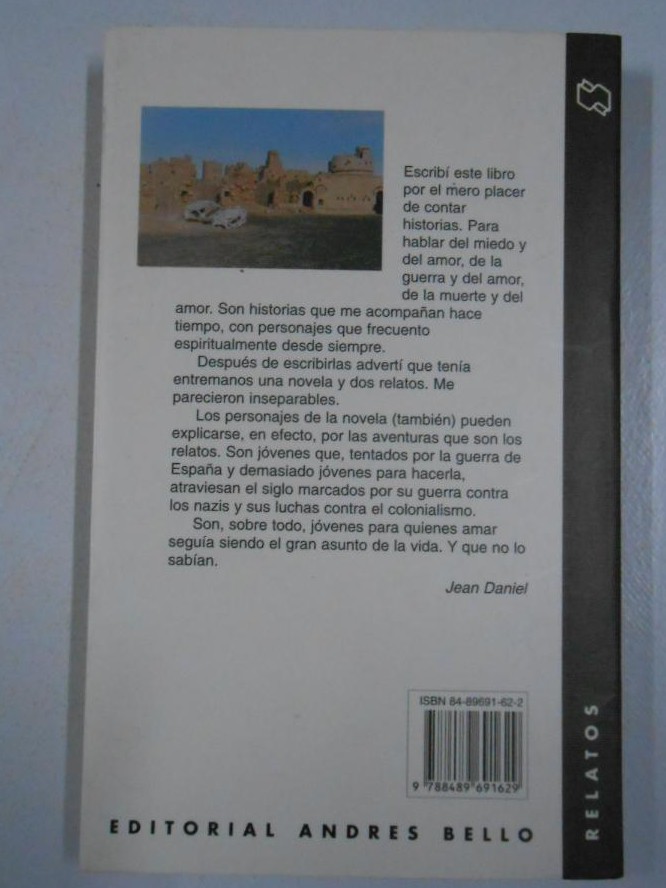 Escribí este libro
por el mero placer
de contar
historias. Para
hablar del miedo y
del amor, de la
guerra y del amor,
de la muerte y del
amor. Son historias que me acompañan hace
tiempo, con personajes que frecuento
espiritualmente desde siempre.
Después de escribirlas advertí que tenía
entremanos una novela y dos relatos. Me
parecieron inseparables.
Los personajes de la novela (también) pueden
explicarse, en efecto, por las aventuras que son los
relatos. Son jóvenes que, tentados por la guerra de
España y demasiado jóvenes para hacerla,
atraviesan el siglo marcados por su guerra contra
los nazis y sus luchas contra el colonialismo.
Son, sobre todo, jóvenes para quienes amar
seguía siendo el gran asunto de la vida. Y que no lo
sabían.
Jean Daniel
ISBN 84-89691-62-2
9 788489 691629
EDITORIAL ANDRES BELLO
RELATOS